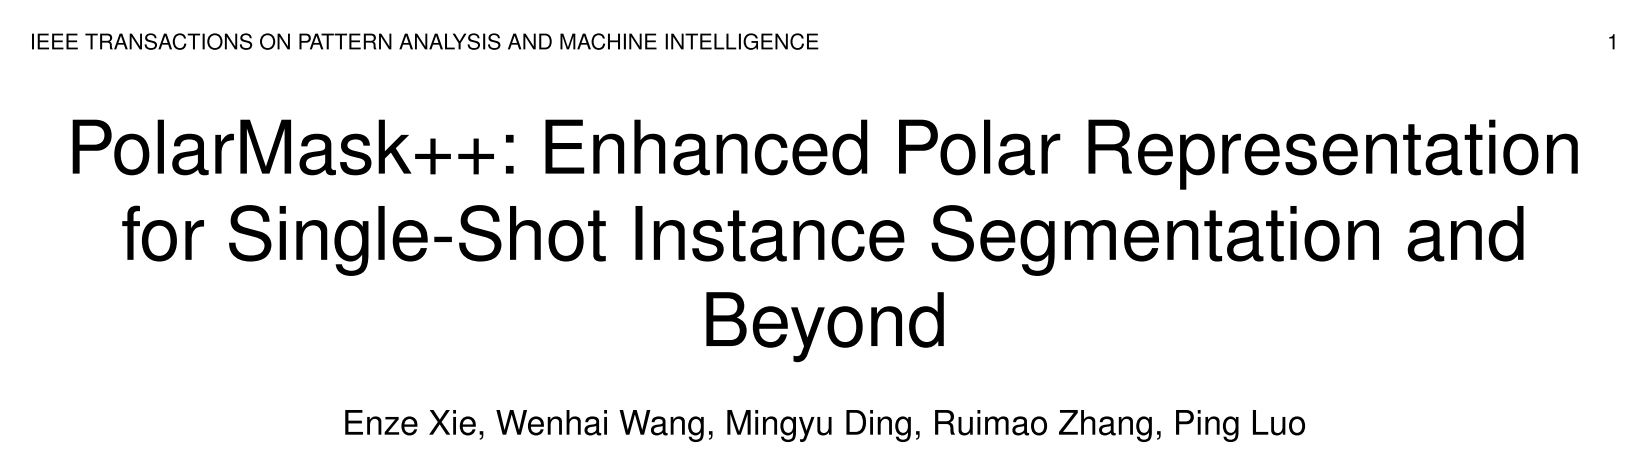 IEEE TRANSACTIONS ON PATTERN ANALYSIS AND MACHINE INTELLIGENCE 1
PolarMask++: Enhanced Polar Representation
for Single-Shot Instance Segmentation and
Beyond
Enze Xie, Wenhai Wang, Mingyu Ding, Ruimao Zhang, Ping Luo